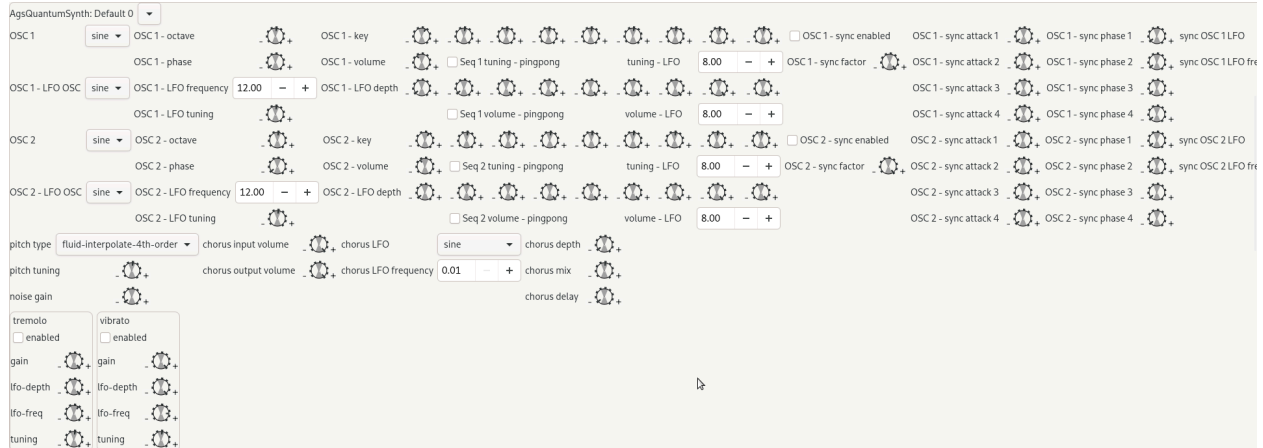 AgsQuantumSynth: Default 0
OSC 1 sine OSC 1 - octave OSC 1 - key OSC 1 - sync enabled OSC 1 - sync attack 1 OSC 1 - sync phase 1 sync OSC 1 LFO
OSC 1 - phase OSC 1 - volume Seq 1 tuning - pingpong tuning - LFO 8.00 OSC 1 - sync factor OSC 1 - sync attack 2 OSC 1 - sync phase 2 sync OSC 1 LFO fre
OSC 1 - LFO OSC sine OSC 1 - LFO frequency 12.00 OSC 1 - LFO depth OSC 1 - sync attack 3 OSC 1 - sync phase 3
OSC 1 - LFO tuning Seq 1 volume - pingpong volume - LFO 8.00 OSC 1 - sync attack 4 OSC 1 - sync phase 4
OSC 2 sine OSC 2 - octave OSC 2 - key OSC 2 - sync enabled OSC 2 - sync attack 1 OSC 2 - sync phase 1 sync OSC 2 LFO
OSC 2 - phase OSC 2 - volume Seq 2 tuning - pingpong tuning - LFO 8.00 OSC 2 - sync factor OSC 2 - sync attack 2 OSC 2 - sync phase 2 sync OSC 2 LFO fre
OSC 2 - LFO OSC sine OSC 2 - LFO frequency 12.00 OSC 2 - LFO depth OSC 2 - sync attack 3 OSC 2 - sync phase 3
OSC 2 - LFO tuning Seq 2 volume - pingpong volume - LFO 8.00 OSC 2 - sync attack 4 OSC 2 - sync phase 4
pitch type fluid-interpolate-4th-order chorus input volume chorus LFO sine chorus depth
pitch tuning chorus output volume chorus LFO frequency 0.01 chorus mix
noise gain chorus delay
tremolo vibrato
enabled enabled
gain gain
lfo-depth lfo-depth
lfo-freq lfo-freq
tuning tuning